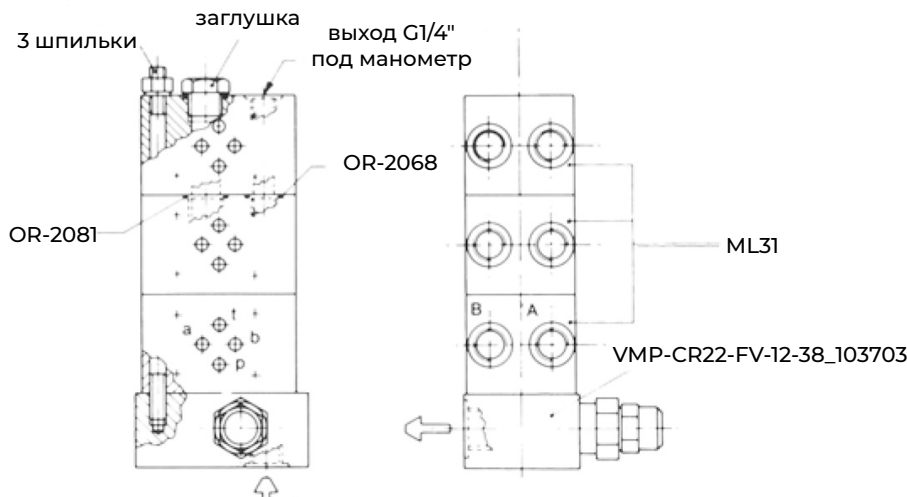 заглушка
3 шпильки
выход G1/4"
под манометр
OR-2068
OR-2081
ML31
B A
t
a b
p
VMP-CR22-FV-12-38_103703